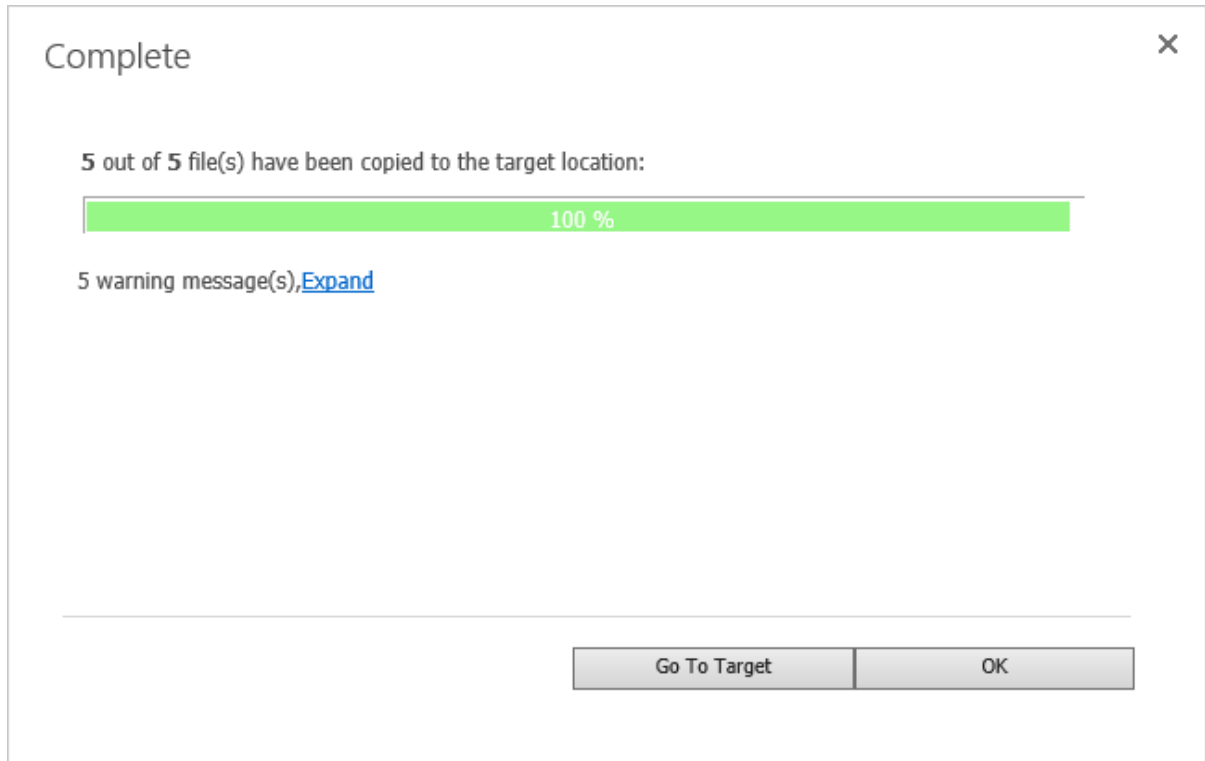 Complete
5 out of 5 file(s) have been copied to the target location:
100 %
5 warning message(s),Expand
Go To Target
OK